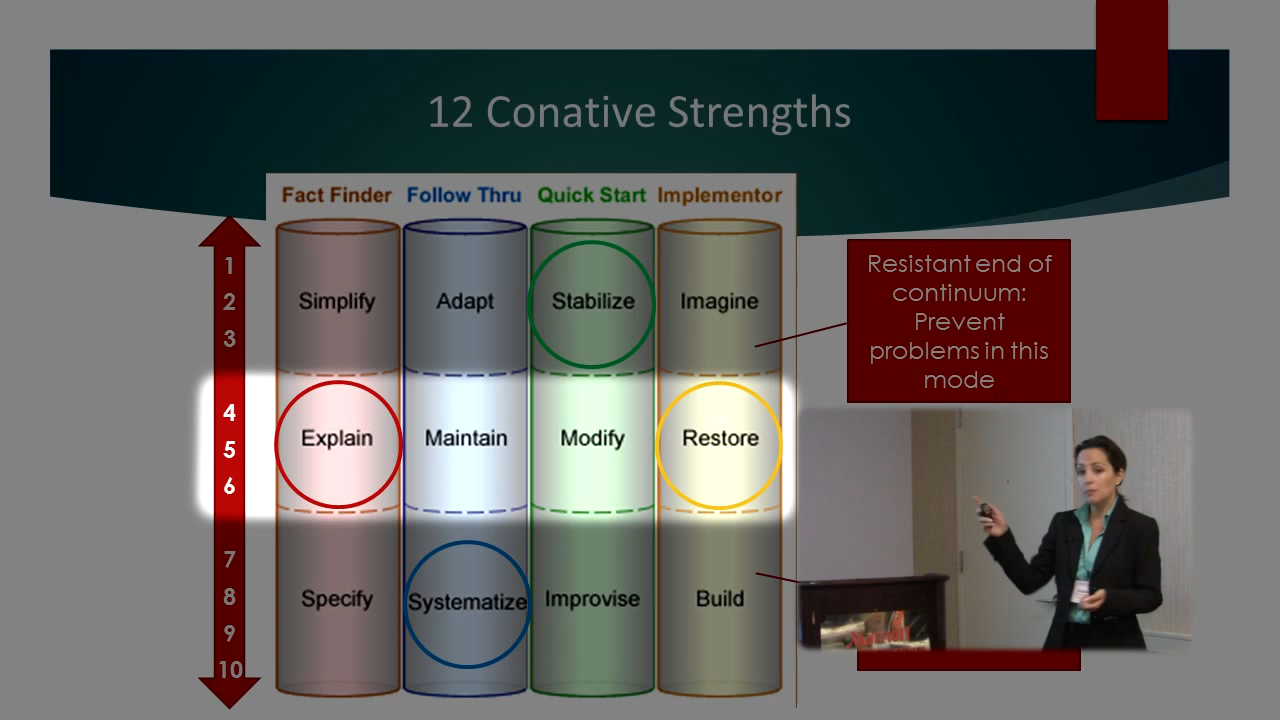 12 Conative Strengths
Fact Finder Follow Thru Quick Start Implementor
1
2
3
Simplify Adapt Stabilize Imagine
4
5
6
Explain Maintain Modify Restore
7
8
9
10
Specify Systematize Improvise Build
Resistant end of
continuum:
Prevent
problems in this
mode